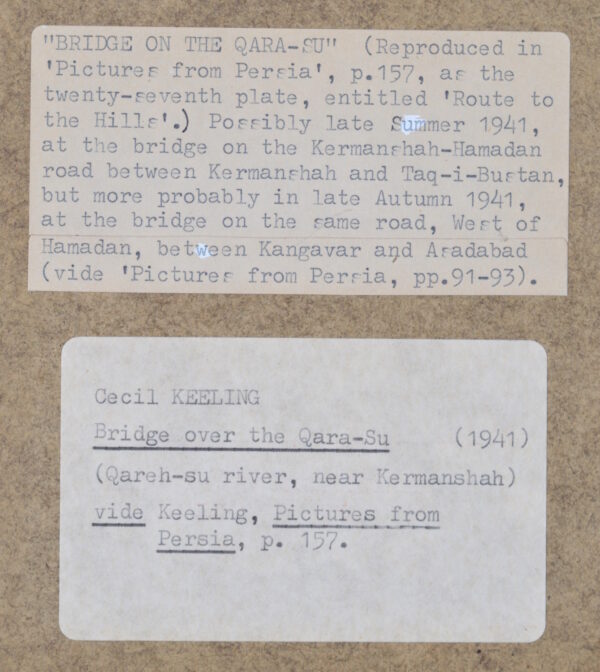 "BRIDGE ON THE QARA-SU" (Reproduced in
'Pictures from Persia', p.157, as the
twenty-seventh plate, entitled 'Route to
the Hills'.) Possibly late Summer 1941,
at the bridge on the Kermanshah-Hamadan
road between Kermanshah and Taq-i-Bustan,
but more probably in late Autumn 1941,
at the bridge on the same road, West of
Hamadan, between Kangavar and Asadabad
(vide 'Pictures from Persia, pp.91-93).
Cecil KEELING
Bridge over the Qara-Su (1941)
(Qareh-su river, near Kermanshah)
vide Keeling, Pictures from
Persia, p. 157.